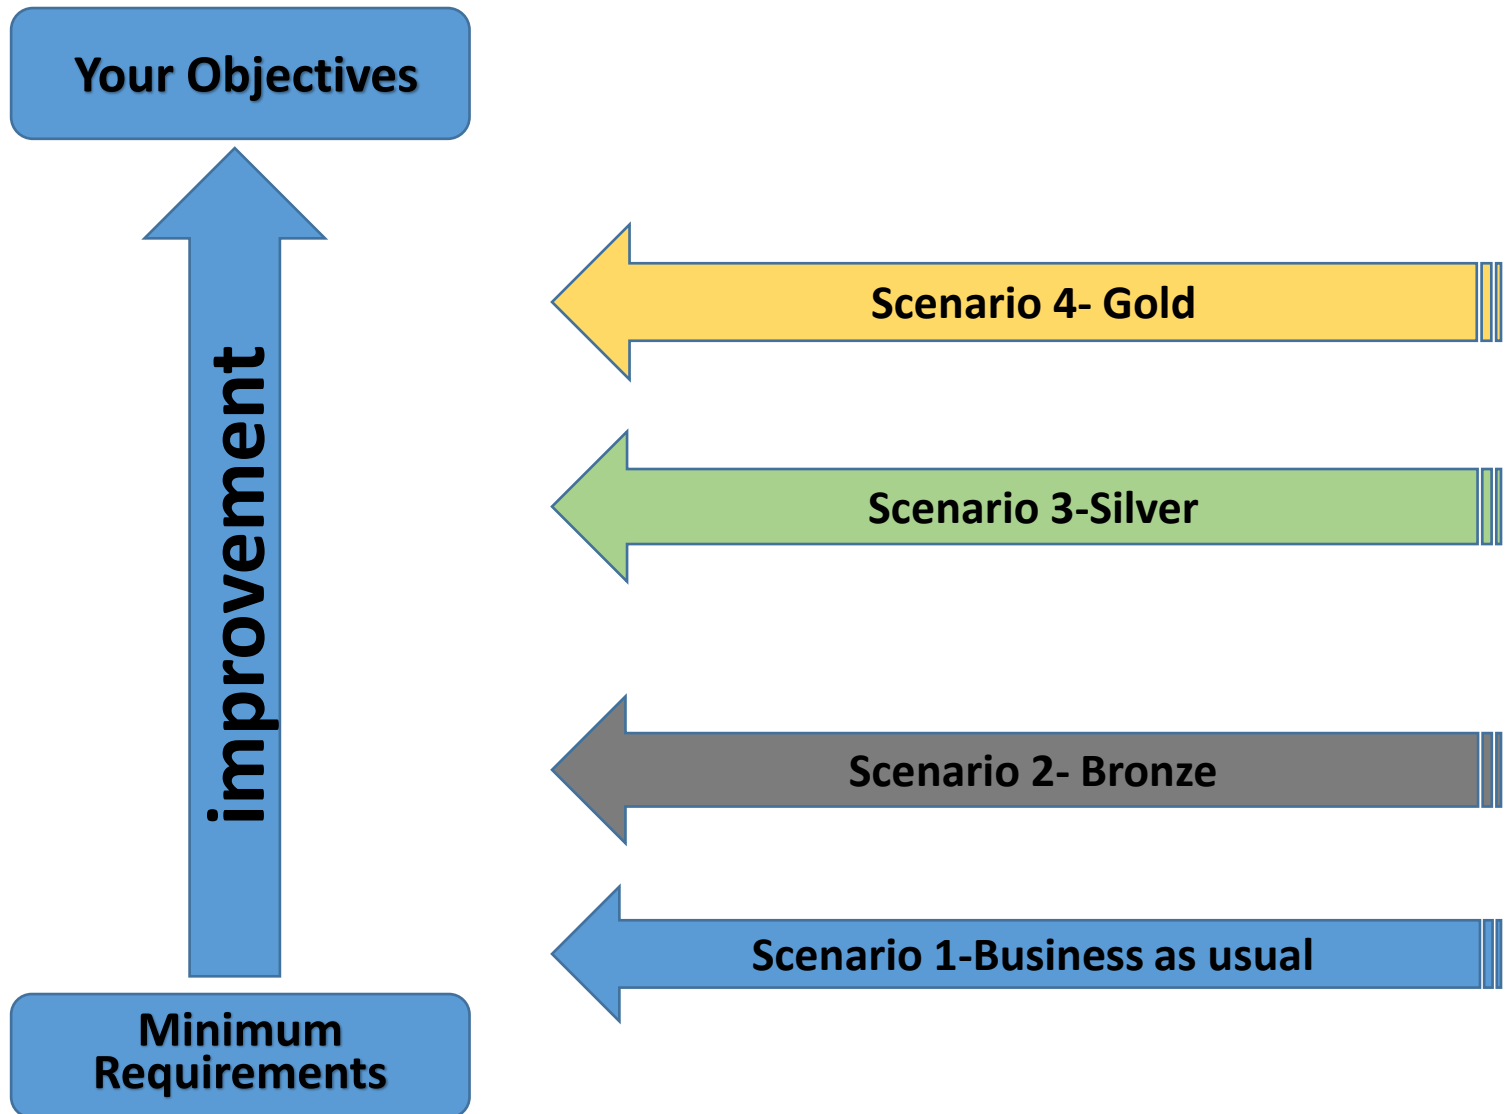 Your Objectives
improvement
Scenario 4- Gold
Scenario 3-Silver
Scenario 2- Bronze
Scenario 1-Business as usual
Minimum
Requirements